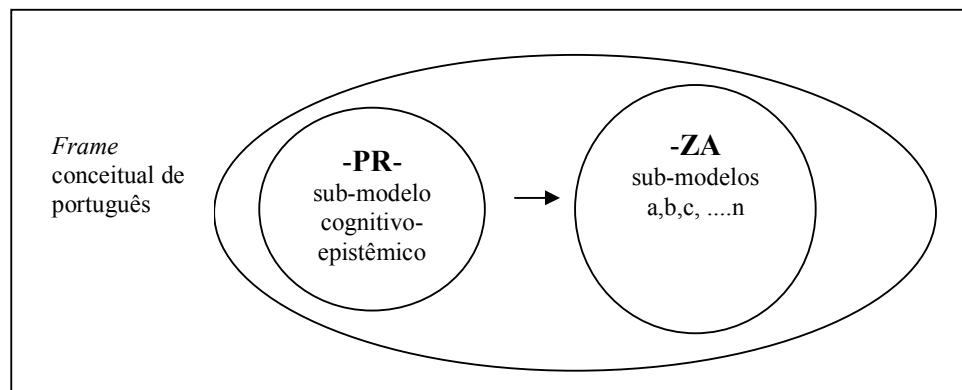 Frame
conceitual de
português
-PR-
sub-modelo
cognitivo-
epistêmico
-ZA
sub-modelos
a,b,c, ....n